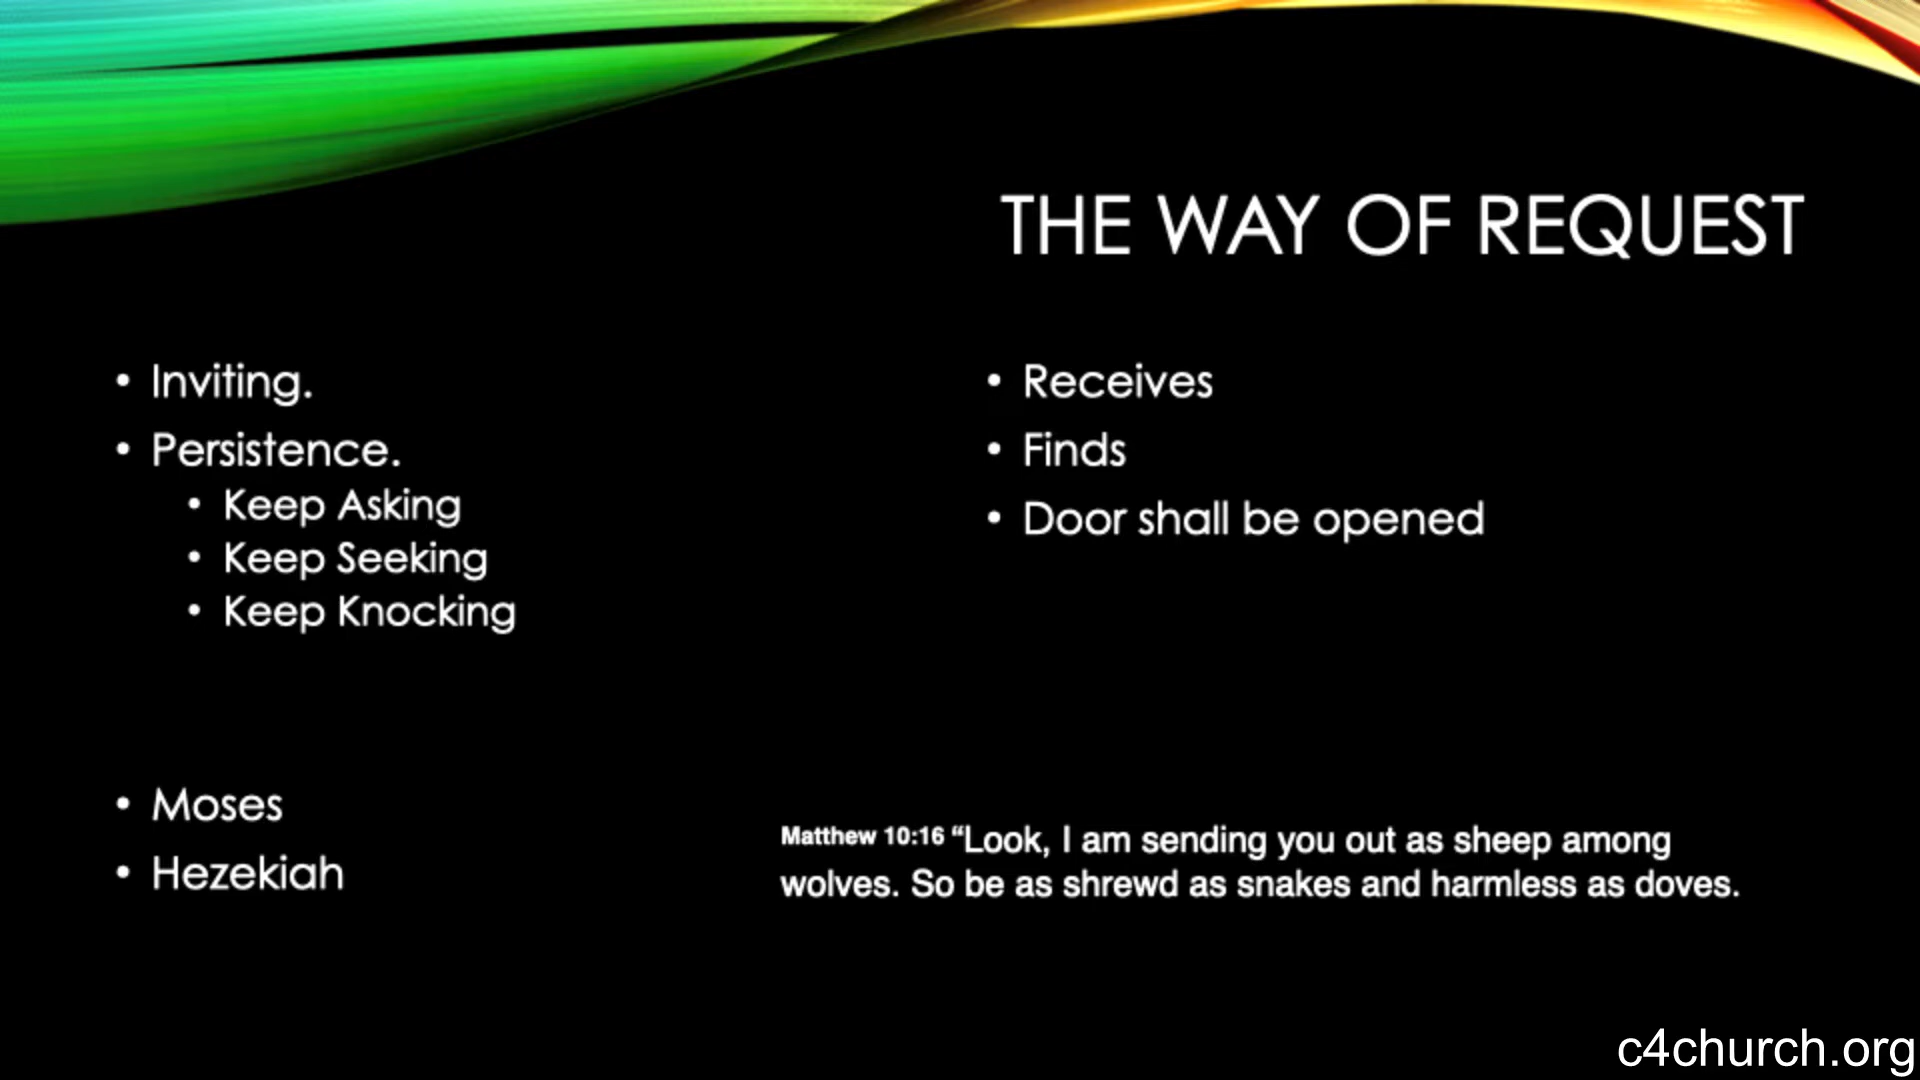 THE WAY OF REQUEST
• Inviting.
• Persistence.
• Keep Asking
• Keep Seeking
• Keep Knocking
• Moses
• Hezekiah
• Receives
• Finds
• Door shall be opened
Matthew 10:16 “Look, I am sending you out as sheep among
wolves. So be as shrewd as snakes and harmless as doves.
c4church.org